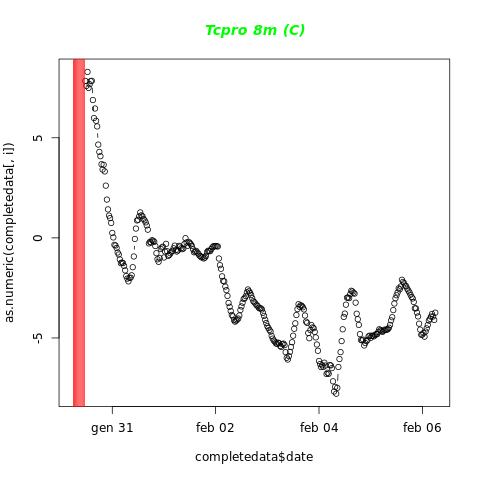 Tcpro 8m (C)
as.numeric(completedata[, i])
5
0
-5
gen 31
feb 02
feb 04
feb 06
completedata$date